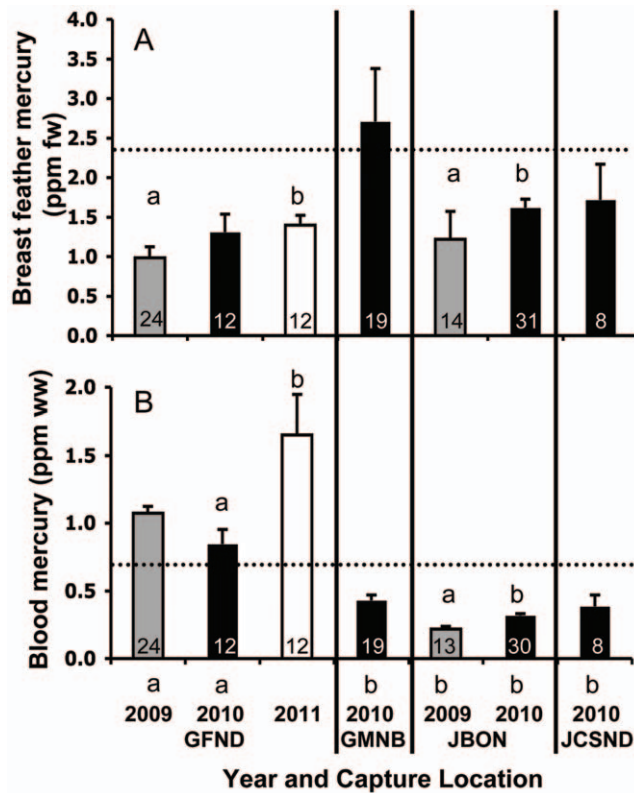 A
Breast feather mercury
(ppm fw)
4.0
3.5
3.0
2.5
2.0
1.5
1.0
0.5
0.0
a
b
a
b
24
12
12
19
14
31
8
B
Blood mercury (ppm ww)
2.0
1.5
1.0
0.5
0.0
b
a
a
b
24
12
12
19
13
30
8
a
a
b
b
b
b
2009
2010
2011
2010
2009
2010
2010
GFND
GMNB
JBON
JCSND
Year and Capture Location